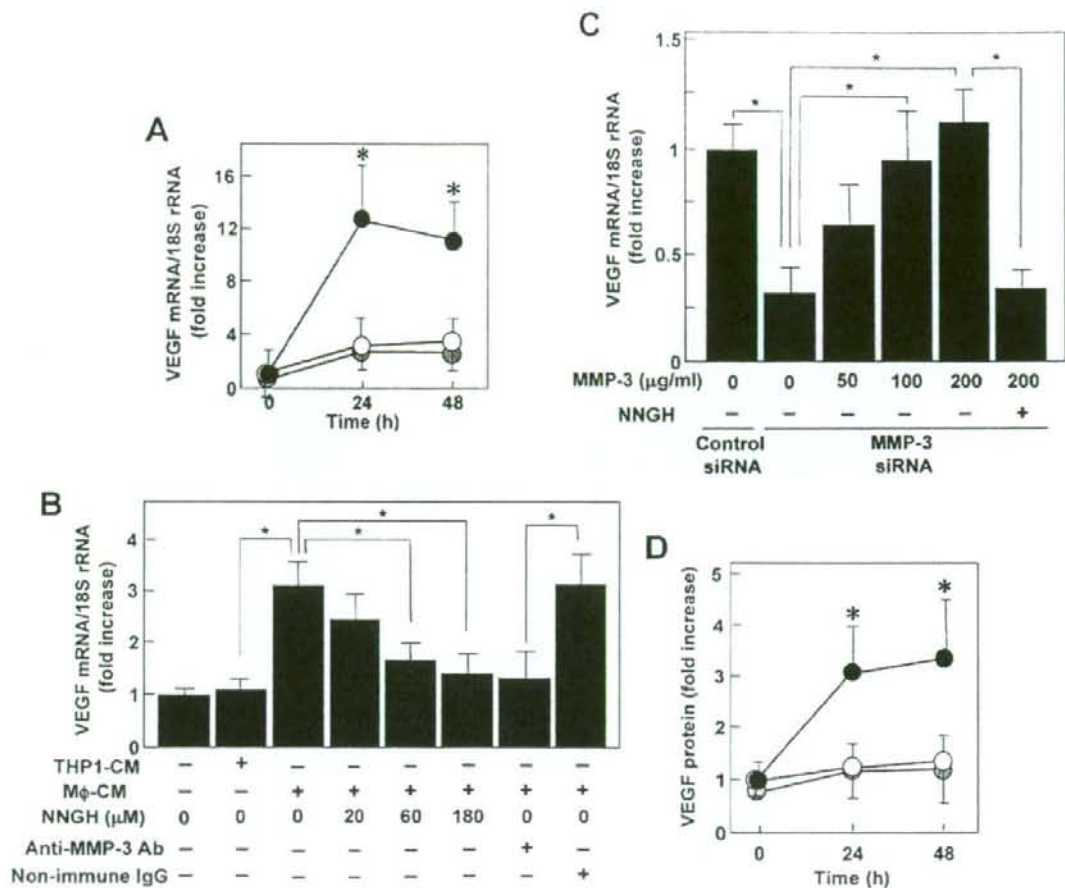 A
VEGF mRNA/18S rRNA
(fold increase)
16
12
8
4
0
*
*
0 24 48
Time (h)
C
VEGF mRNA/18S rRNA
(fold increase)
1.5
1
0.5
0
*
*
*
*
MMP-3 (μg/ml) 0 0 50 100 200 200
NNGH – – – – – +
Control
siRNA
MMP-3
siRNA
B
VEGF mRNA/18S rRNA
(fold increase)
4
3
2
1
0
*
*
*
*
THP1-CM – + – – – – – –
Mφ-CM – – + + + + + +
NNGH (μM) 0 0 0 20 60 180 0 0
Anti-MMP-3 Ab – – – – – – + –
Non-immune IgG – – – – – – – +
D
VEGF protein (fold increase)
5
4
3
2
1
0
*
*
0 24 48
Time (h)